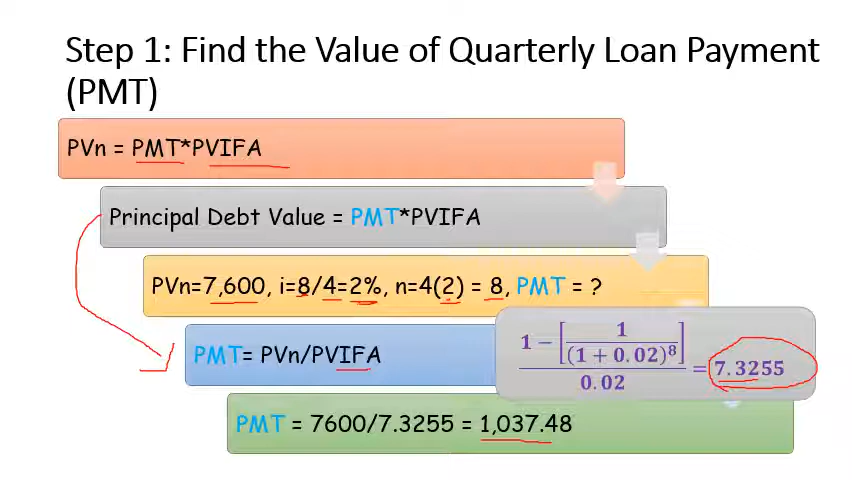 Step 1: Find the Value of Quarterly Loan Payment
(PMT)
PVn = PMT*PVIFA
Principal Debt Value = PMT*PVIFA
PVn=7,600, i=8/4=2%, n=4(2) = 8, PMT = ?
PMT= PVn/PVIFA
1 − [1 / (1 + 0.02)⁸] / 0.02 = 7.3255
PMT = 7600/7.3255 = 1,037.48